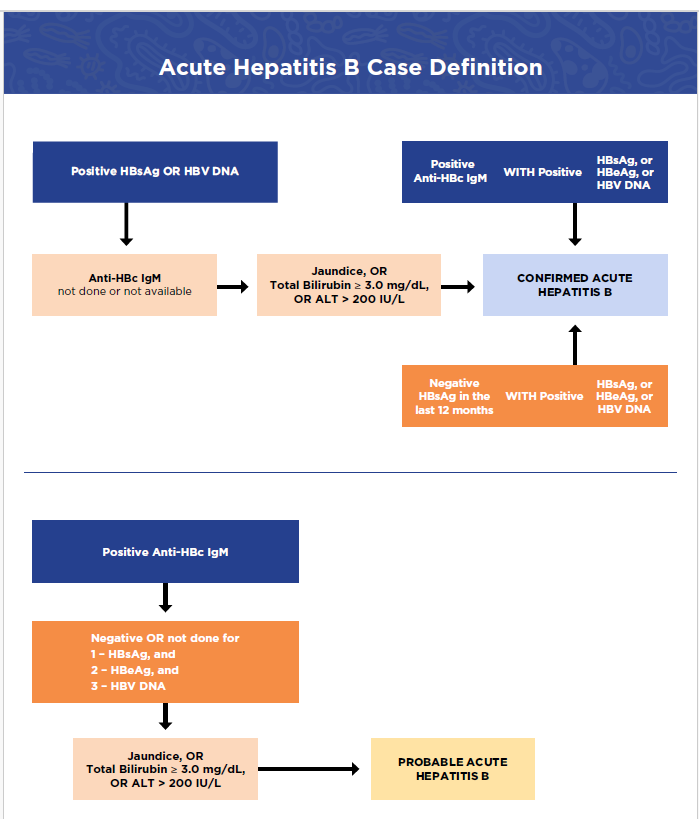 Acute Hepatitis B Case Definition
Positive HBsAg OR HBV DNA
Anti-HBc IgM
not done or not available
Jaundice, OR
Total Bilirubin ≥ 3.0 mg/dL,
OR ALT > 200 IU/L
Positive
Anti-HBc IgM
WITH Positive
HBsAg, or
HBeAg, or
HBV DNA
CONFIRMED ACUTE
HEPATITIS B
Negative
HBsAg in the
last 12 months
WITH Positive
HBsAg, or
HBeAg, or
HBV DNA
Positive Anti-HBc IgM
Negative OR not done for
1 – HBsAg, and
2 – HBeAg, and
3 – HBV DNA
Jaundice, OR
Total Bilirubin ≥ 3.0 mg/dL,
OR ALT > 200 IU/L
PROBABLE ACUTE
HEPATITIS B